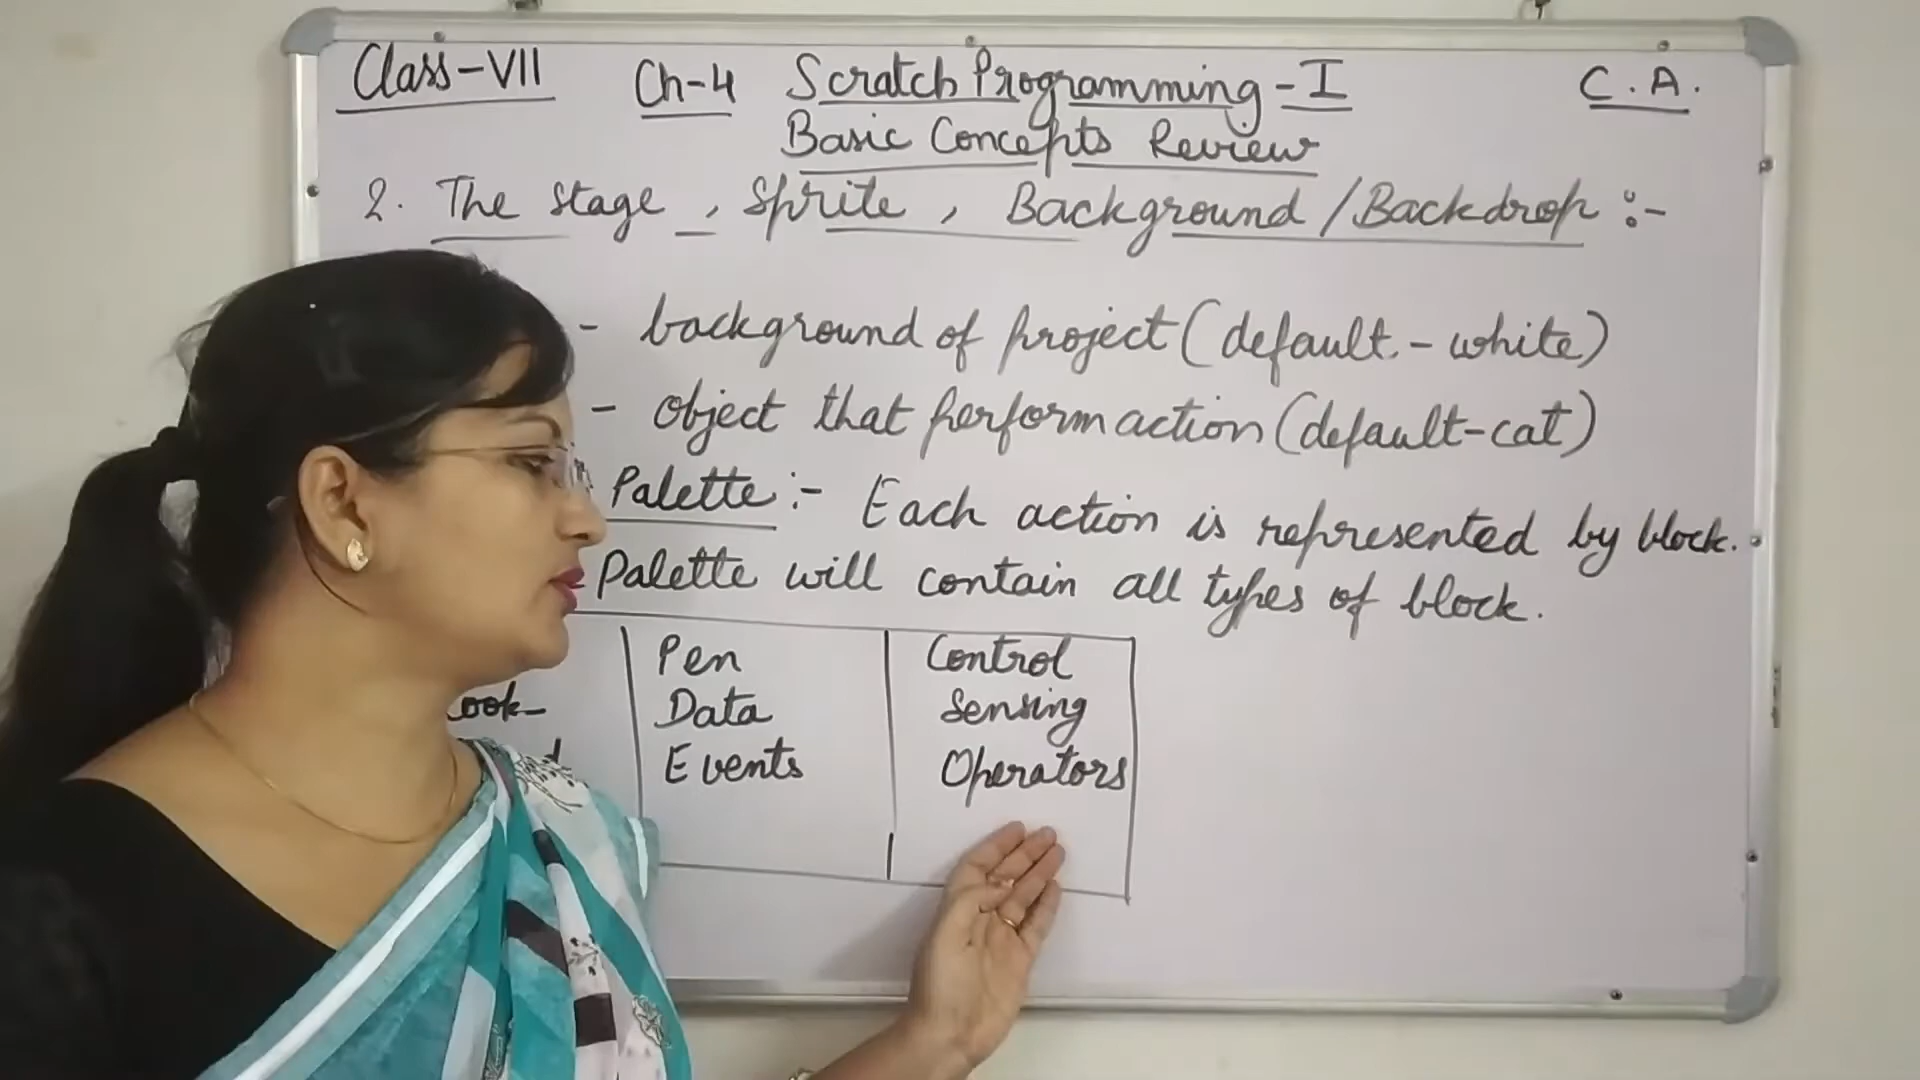 Class-VII Ch-4 Scratch Programming-I C.A.
Basic Concepts Review
2. The Stage, Sprite, Background/Backdrop :-
- background of project (default - white)
- object that perform action (default-cat)
Palette :- Each action is represented by block.
Palette will contain all types of block.
Pen Control
Look Data Sensing
Events Operators